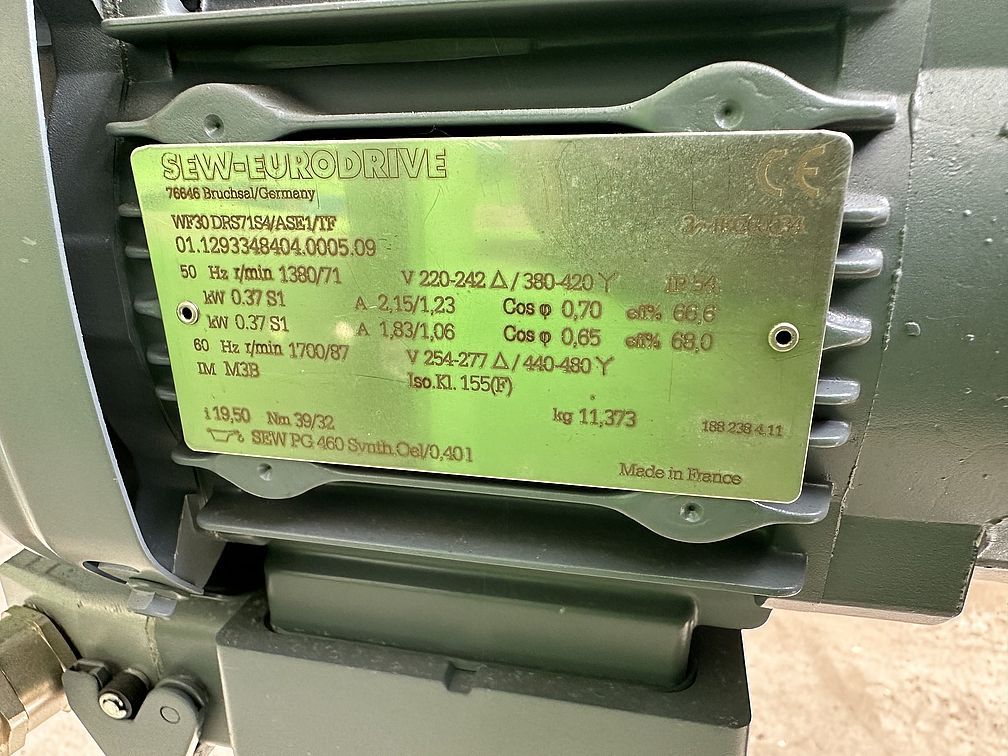 SEW-EURODRIVE CE
76646 Bruchsal/Germany
WF30 DRS71S4/ASE1/TF
01.1293348404.0005.09
50 Hz r/min 1380/71 V 220-242 Δ / 380-420 Y IP 54
kW 0.37 S1 A 2,15/1,23 Cos φ 0,70 eff% 66,6
kW 0.37 S1 A 1,83/1,06 Cos φ 0,65 eff% 68,0
60 Hz r/min 1700/87 V 254-277 Δ / 440-480 Y
IM M3B Iso.Kl. 155(F)
i 19,50 Nm 39/32 kg 11,373 188 238 4.11
SEW PG 460 Synth.Oel/0,40 l
Made in France